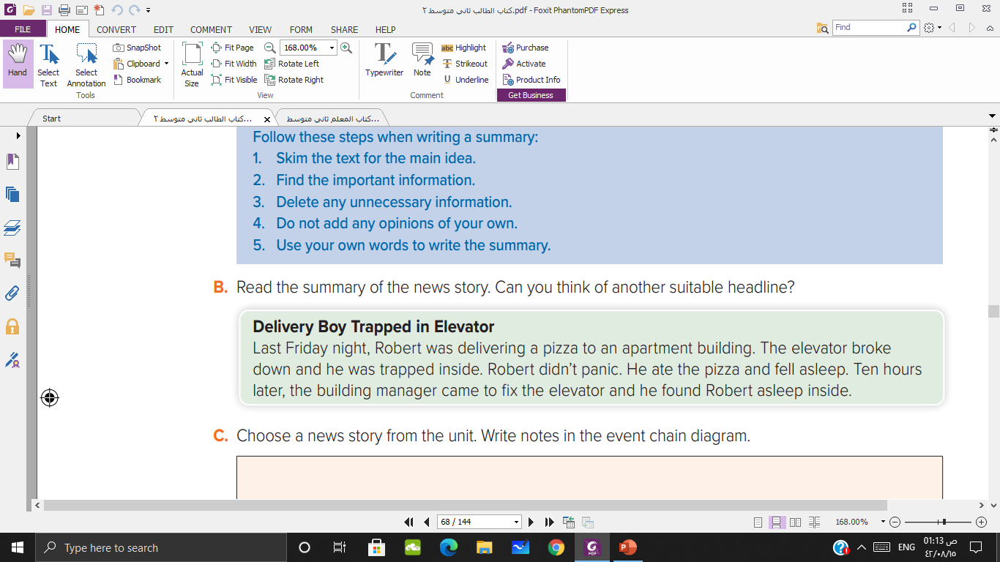 كتاب الطالب ثاني متوسط ٢.pdf - Foxit PhantomPDF Express
FILE HOME CONVERT EDIT COMMENT VIEW FORM SHARE HELP Find
Hand
Select Text
Select Annotation
SnapShot
Clipboard
Bookmark
Tools
Actual Size
Fit Page
Fit Width
Fit Visible
168.00%
Rotate Left
Rotate Right
View
Typewriter
Note
abc Highlight
T Strikeout
U Underline
Comment
Purchase
Activate
Product Info
Get Business
Start
كتاب الطالب ثاني متوسط ٢...
كتاب المعلم ثاني متوسط...
Follow these steps when writing a summary:
1. Skim the text for the main idea.
2. Find the important information.
3. Delete any unnecessary information.
4. Do not add any opinions of your own.
5. Use your own words to write the summary.
B. Read the summary of the news story. Can you think of another suitable headline?
Delivery Boy Trapped in Elevator
Last Friday night, Robert was delivering a pizza to an apartment building. The elevator broke
down and he was trapped inside. Robert didn't panic. He ate the pizza and fell asleep. Ten hours
later, the building manager came to fix the elevator and he found Robert asleep inside.
C. Choose a news story from the unit. Write notes in the event chain diagram.
68 / 144
168.00%
Type here to search
ENG
01:13 ص
٤٢/٠٨/١٥